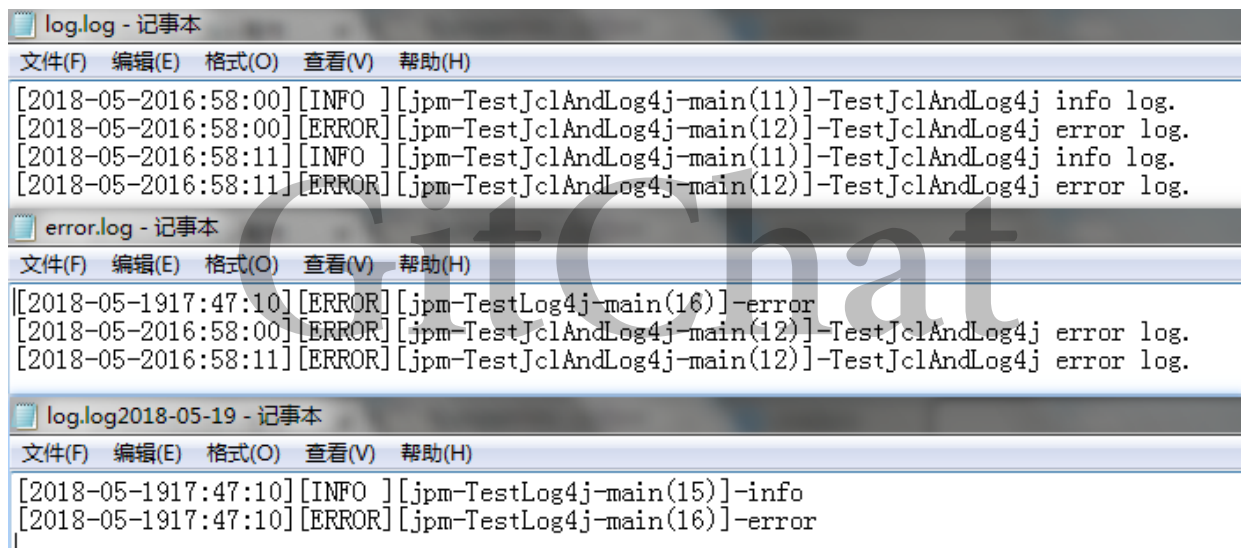 log.log - 记事本
文件(F) 编辑(E) 格式(O) 查看(V) 帮助(H)
[2018-05-2016:58:00][INFO ][jpm-TestJclAndLog4j-main(11)]-TestJclAndLog4j info log.
[2018-05-2016:58:00][ERROR][jpm-TestJclAndLog4j-main(12)]-TestJclAndLog4j error log.
[2018-05-2016:58:11][INFO ][jpm-TestJclAndLog4j-main(11)]-TestJclAndLog4j info log.
[2018-05-2016:58:11][ERROR][jpm-TestJclAndLog4j-main(12)]-TestJclAndLog4j error log.
GitChat
error.log - 记事本
文件(F) 编辑(E) 格式(O) 查看(V) 帮助(H)
[2018-05-1917:47:10][ERROR][jpm-TestLog4j-main(16)]-error
[2018-05-2016:58:00][ERROR][jpm-TestJclAndLog4j-main(12)]-TestJclAndLog4j error log.
[2018-05-2016:58:11][ERROR][jpm-TestJclAndLog4j-main(12)]-TestJclAndLog4j error log.
log.log2018-05-19 - 记事本
文件(F) 编辑(E) 格式(O) 查看(V) 帮助(H)
[2018-05-1917:47:10][INFO ][jpm-TestLog4j-main(15)]-info
[2018-05-1917:47:10][ERROR][jpm-TestLog4j-main(16)]-error